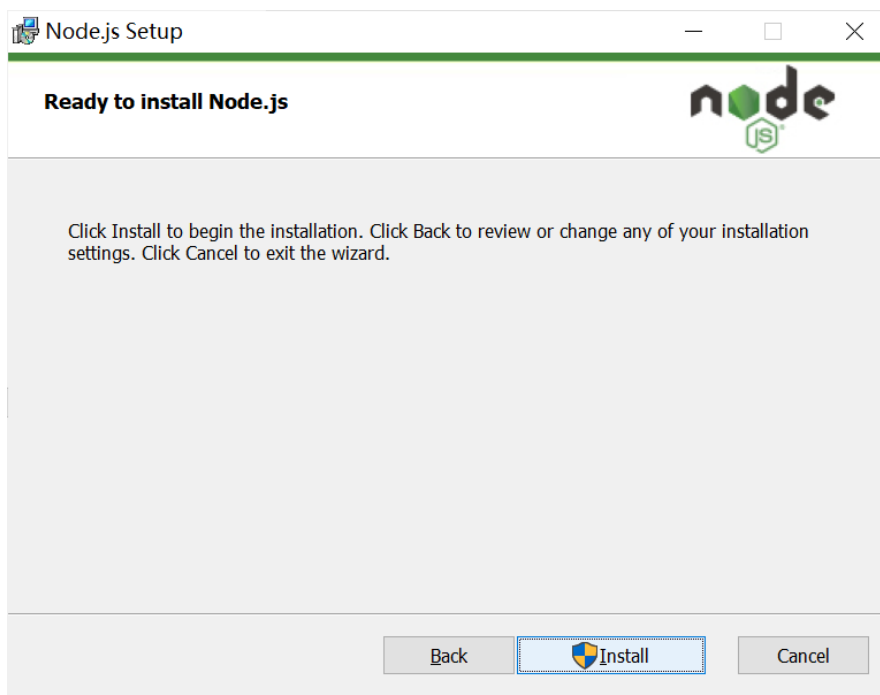 Node.js Setup
Ready to install Node.js
node
JS
Click Install to begin the installation. Click Back to review or change any of your installation
settings. Click Cancel to exit the wizard.
Back
Install
Cancel